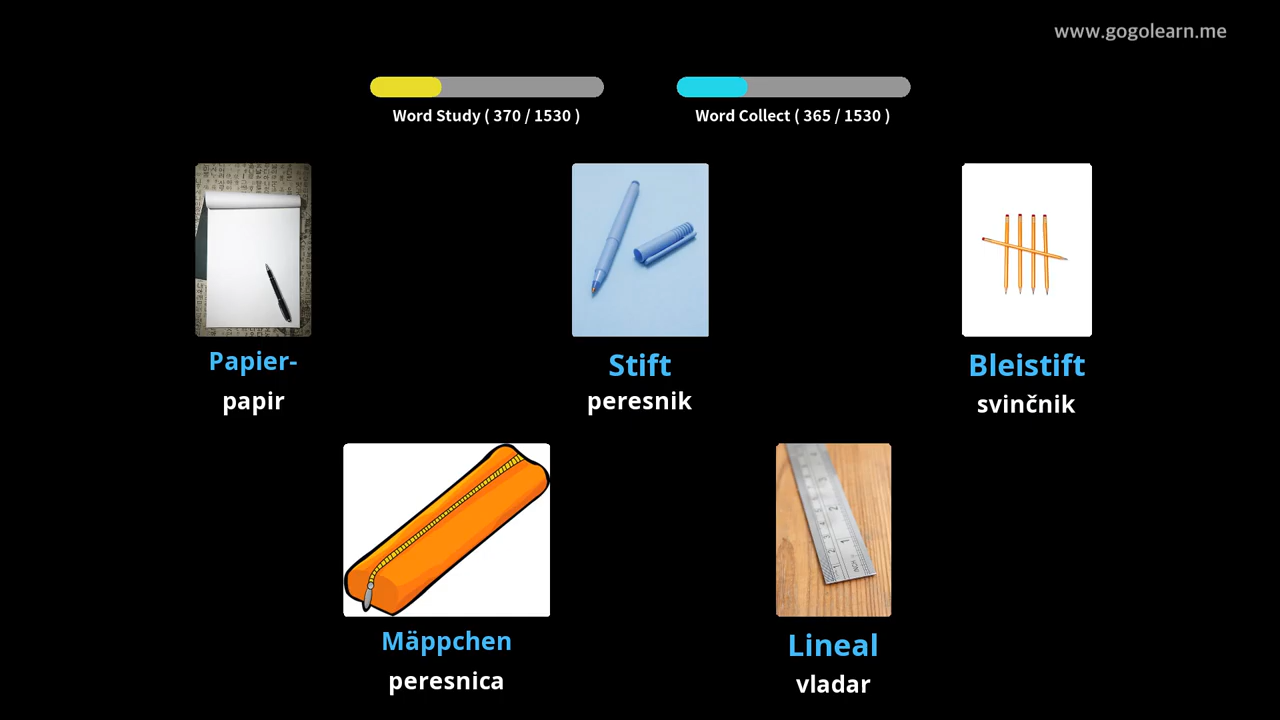 www.gogolearn.me
Word Study ( 370 / 1530 )
Word Collect ( 365 / 1530 )
Papier-
papir
Stift
peresnik
Bleistift
svinčnik
Mäppchen
peresnica
Lineal
vladar